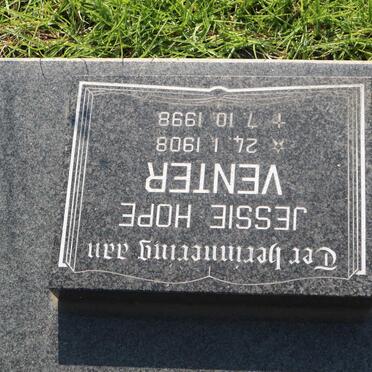 Ter herinnering aan
JESSIE HOPE
VENTER
☆ 24. 1. 1908
✝ 7. 10. 1998